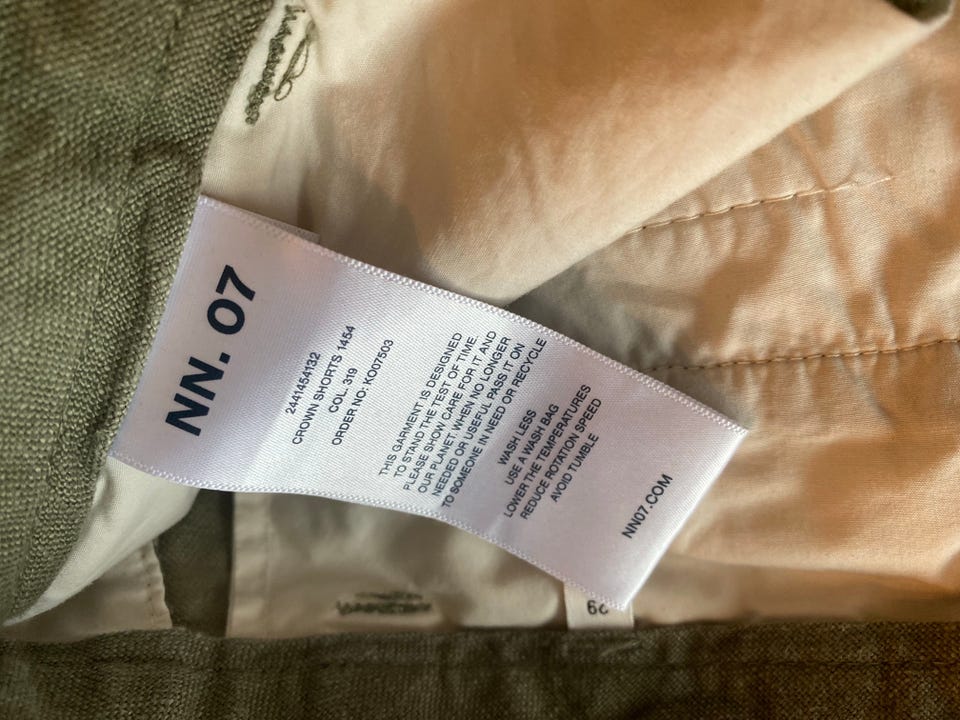 NN. 07
2441454132
CROWN SHORTS 1454
COL. 319
ORDER NO: KO07503
THIS GARMENT IS DESIGNED
TO STAND THE TEST OF TIME.
PLEASE SHOW CARE FOR IT AND
OUR PLANET. WHEN NO LONGER
NEEDED OR USEFUL PASS IT ON
TO SOMEONE IN NEED OR RECYCLE
WASH LESS
USE A WASH BAG
LOWER THE TEMPERATURES
REDUCE ROTATION SPEED
AVOID TUMBLE
NN07.COM